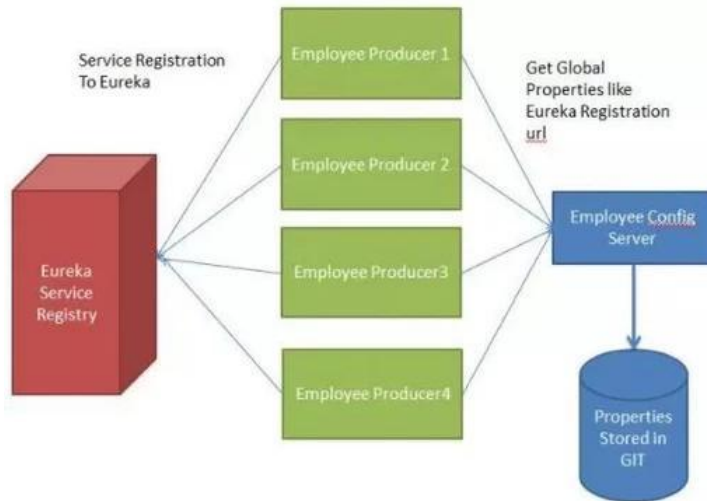 Service Registration
To Eureka
Employee Producer 1
Get Global
Properties like
Eureka Registration
url
Employee Producer 2
Employee Config
Server
Eureka
Service
Registry
Employee Producer3
Employee Producer4
Properties
Stored in
GIT